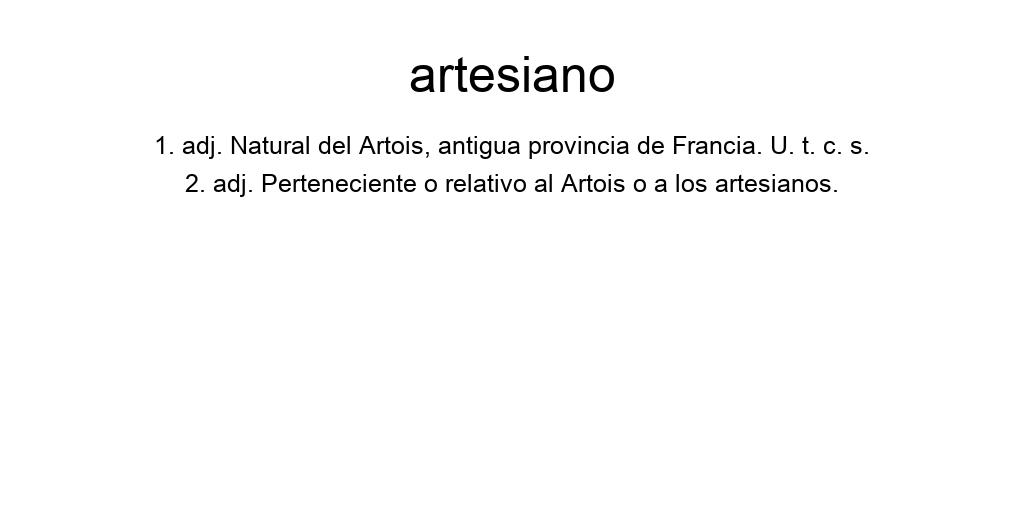 artesiano
1. adj. Natural del Artois, antigua provincia de Francia. U. t. c. s.
2. adj. Perteneciente o relativo al Artois o a los artesianos.